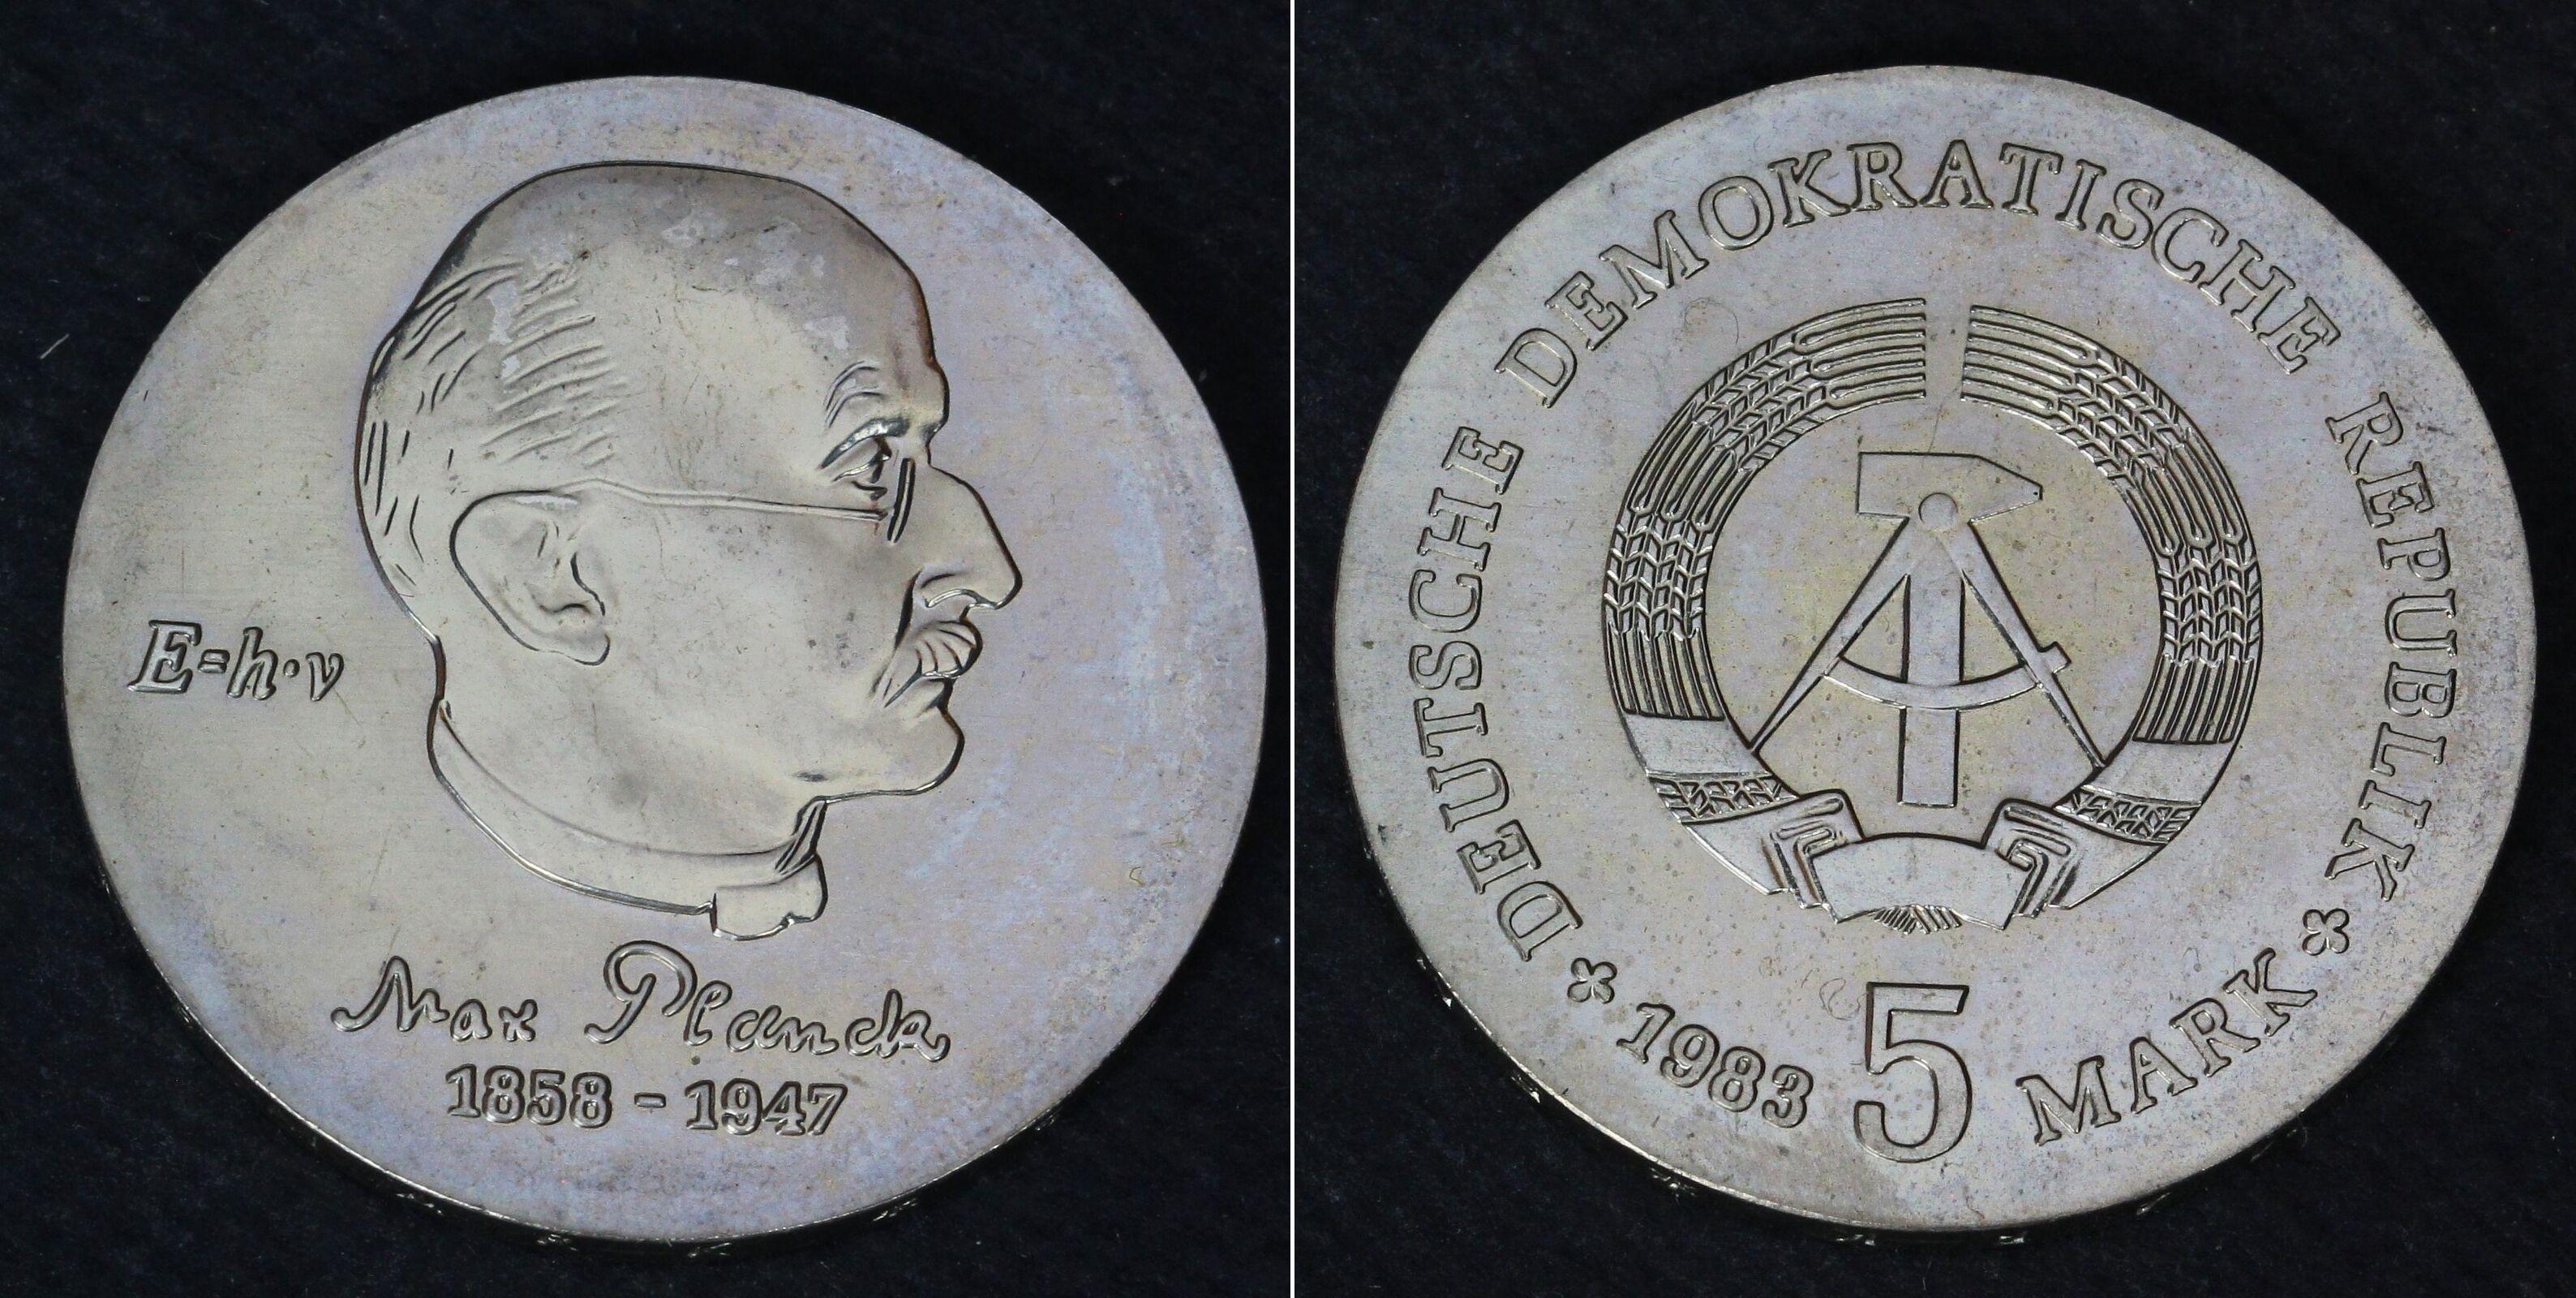 E=h·ν
Max Planck
1858 - 1947
DEUTSCHE DEMOKRATISCHE REPUBLIK
1983 5 MARK